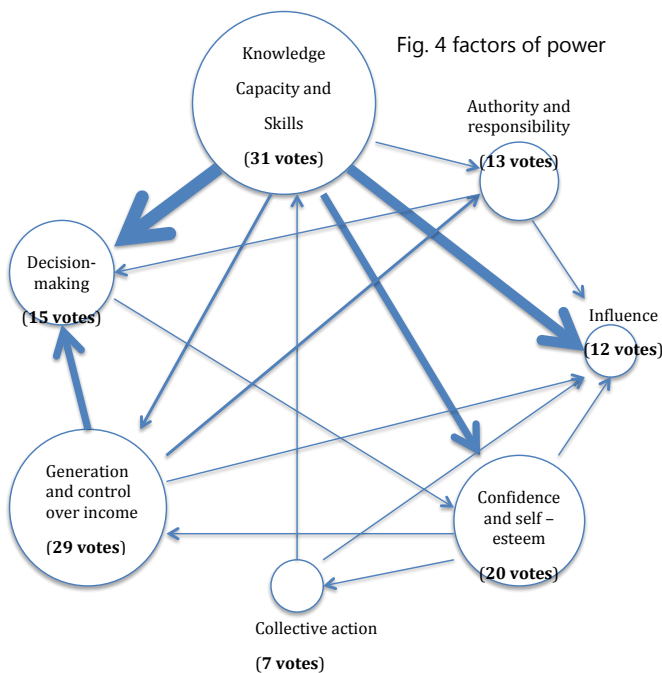 Fig. 4 factors of power
Knowledge
Capacity and
Skills
(31 votes)
Authority and
responsibility
(13 votes)
Decision-
making
(15 votes)
Influence
(12 votes)
Generation
and control
over income
(29 votes)
Confidence
and self –
esteem
(20 votes)
Collective action
(7 votes)